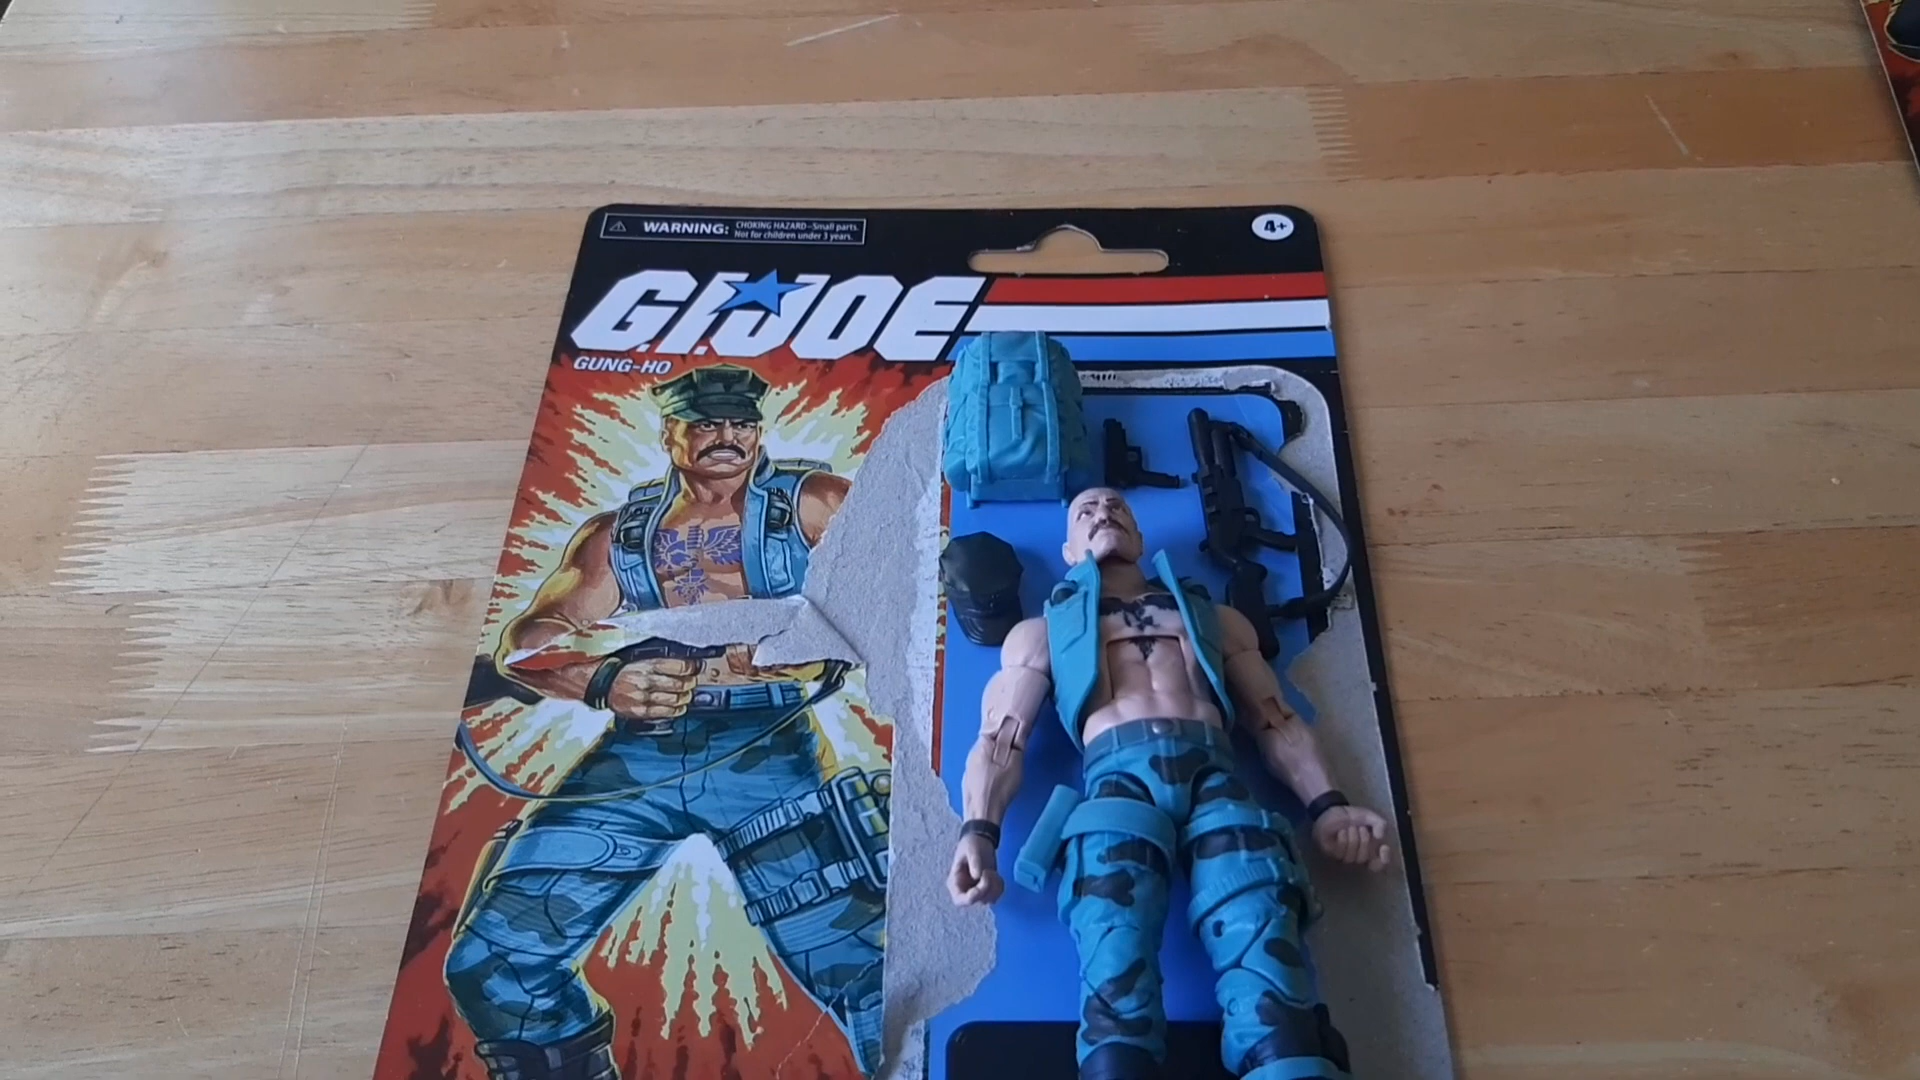 WARNING: CHOKING HAZARD–Small parts.
Not for children under 3 years.
4+
G.I.JOE
GUNG-HO